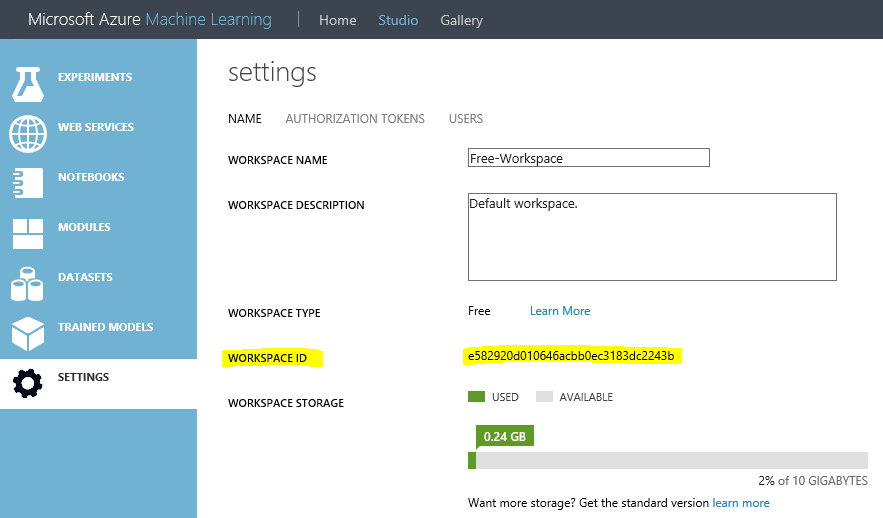 Microsoft Azure Machine Learning Home Studio Gallery
EXPERIMENTS
WEB SERVICES
NOTEBOOKS
MODULES
DATASETS
TRAINED MODELS
SETTINGS
settings
NAME AUTHORIZATION TOKENS USERS
WORKSPACE NAME Free-Workspace
WORKSPACE DESCRIPTION Default workspace.
WORKSPACE TYPE Free Learn More
WORKSPACE ID e582920d010646acbb0ec3183dc2243b
WORKSPACE STORAGE USED AVAILABLE
0.24 GB
2% of 10 GIGABYTES
Want more storage? Get the standard version learn more